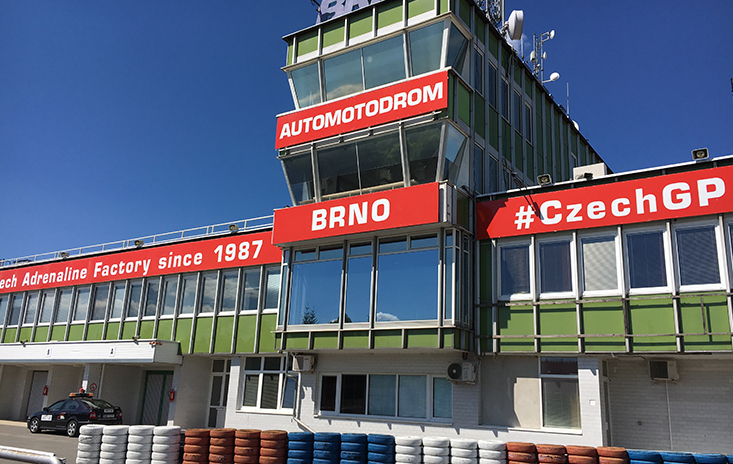 AUTOMOTODROM
BRNO
ech Adrenaline Factory since 1987
#CzechGP